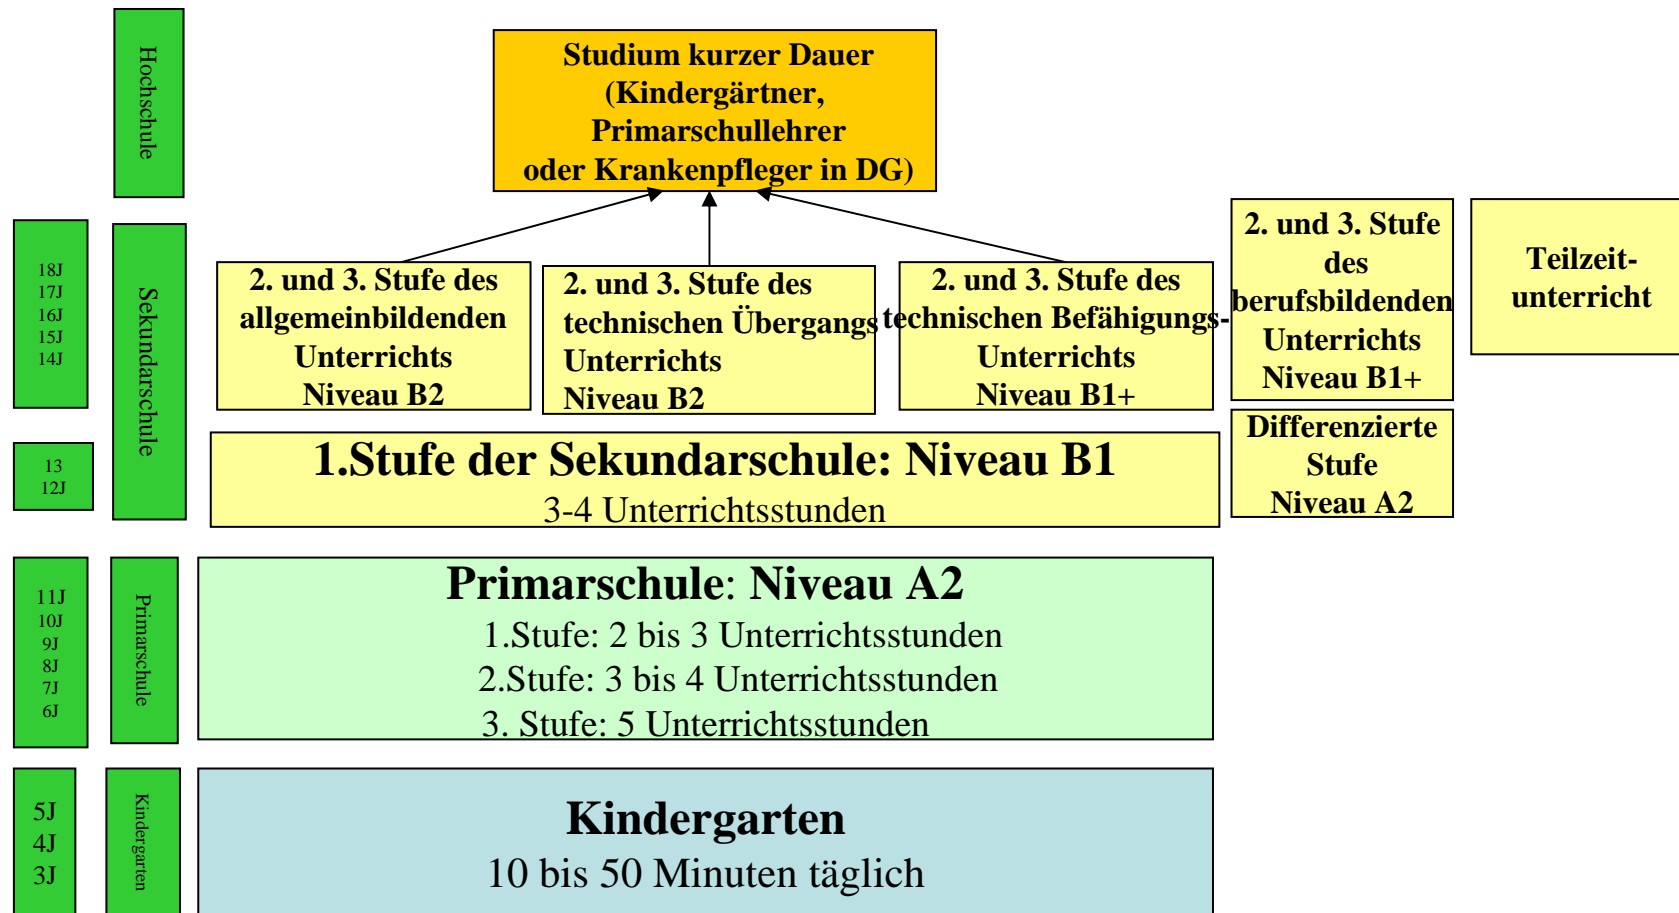 Hochschule
Studium kurzer Dauer
(Kindergärtner,
Primarschullehrer
oder Krankenpfleger in DG)
18J
17J
16J
15J
14J
Sekundarschule
2. und 3. Stufe des
allgemeinbildenden
Unterrichts
Niveau B2
2. und 3. Stufe des
technischen Übergangs
Unterrichts
Niveau B2
2. und 3. Stufe des
technischen Befähigungs-
Unterrichts
Niveau B1+
2. und 3. Stufe
des
berufsbildenden
Unterrichts
Niveau B1+
Teilzeit-
unterricht
13
12J
1.Stufe der Sekundarschule: Niveau B1
3-4 Unterrichtsstunden
Differenzierte
Stufe
Niveau A2
11J
10J
9J
8J
7J
6J
Primarschule
Primarschule: Niveau A2
1.Stufe: 2 bis 3 Unterrichtsstunden
2.Stufe: 3 bis 4 Unterrichtsstunden
3. Stufe: 5 Unterrichtsstunden
5J
4J
3J
Kindergarten
Kindergarten
10 bis 50 Minuten täglich